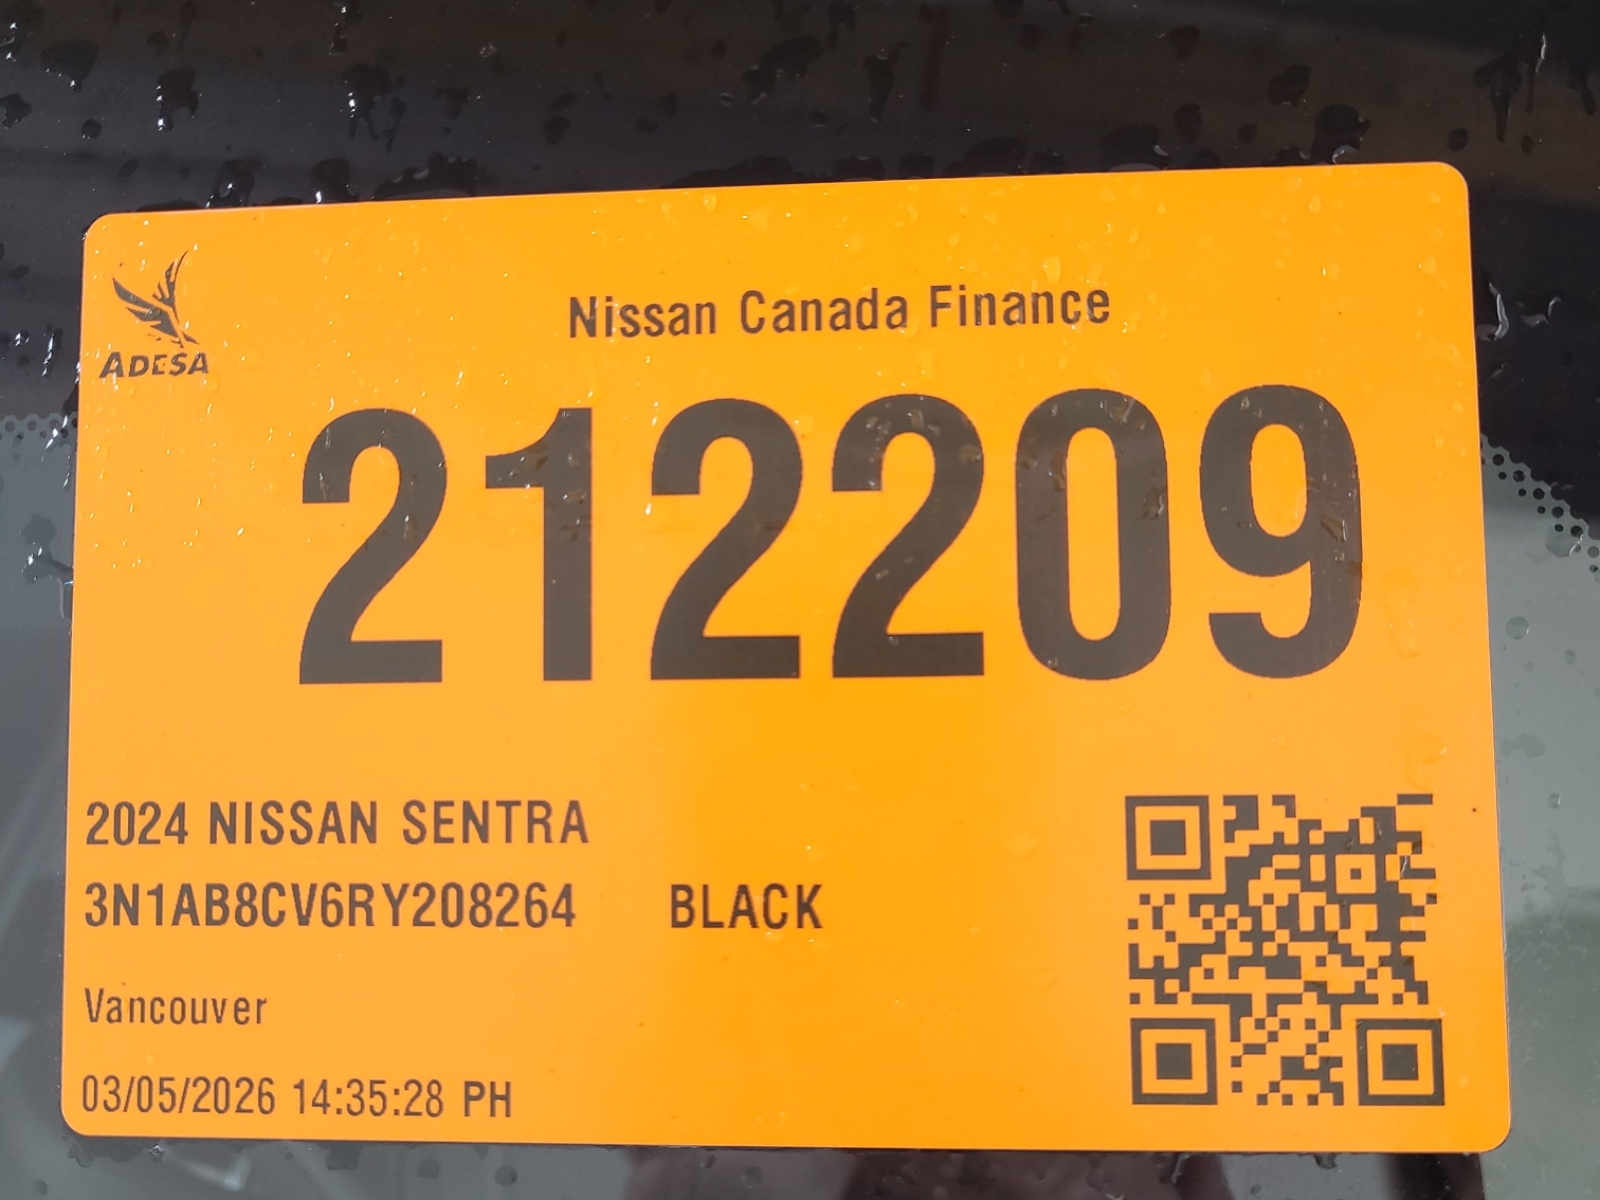 Nissan Canada Finance
ADESA
212209
2024 NISSAN SENTRA
3N1AB8CV6RY208264 BLACK
Vancouver
03/05/2026 14:35:28 PH